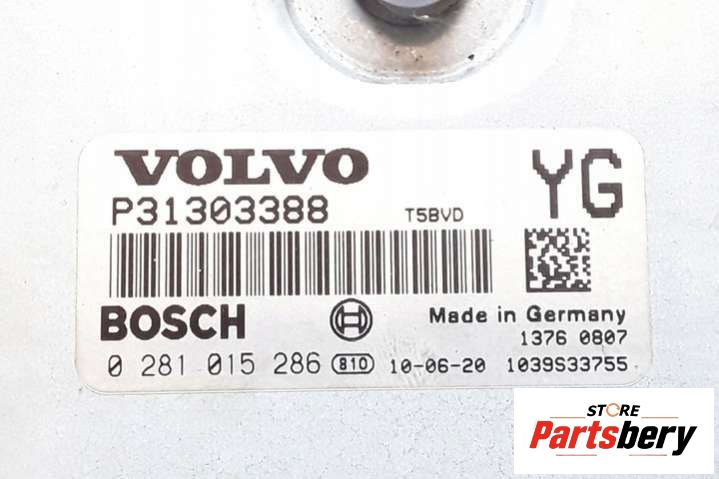 VOLVO YG
P31303388 T5BVD
BOSCH Made in Germany
1376 0807
0 281 015 286 810 10-06-20 1039S33755
STORE
Partsbery